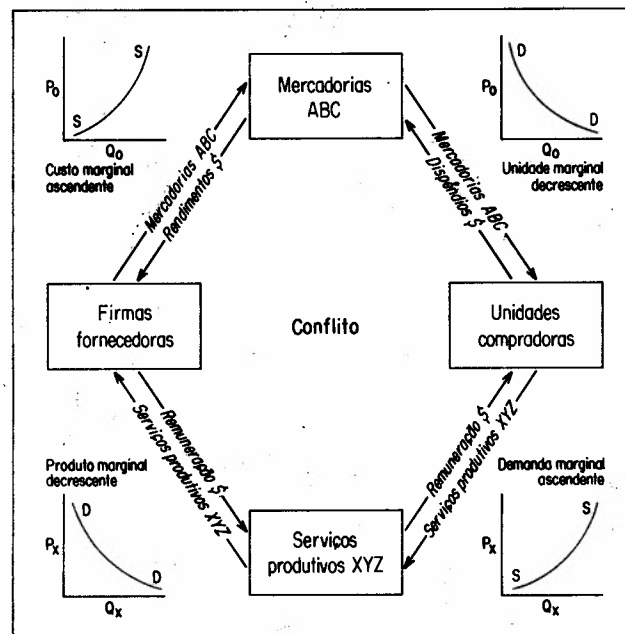 S
S
P₀
Q₀
Custo marginal
ascendente
Mercadorias
ABC
D
D
P₀
Q₀
Unidade marginal
decrescente
Mercadorias ABC
Rendimentos $
Mercadorias ABC
Dispêndios $
Firmas
fornecedoras
Conflito
Unidades
compradoras
Remuneração $
Serviços produtivos XYZ
Remuneração $
Serviços produtivos XYZ
Produto marginal
decrescente
D
D
Pₓ
Qₓ
Serviços
produtivos XYZ
Demanda marginal
ascendente
S
S
Pₓ
Qₓ